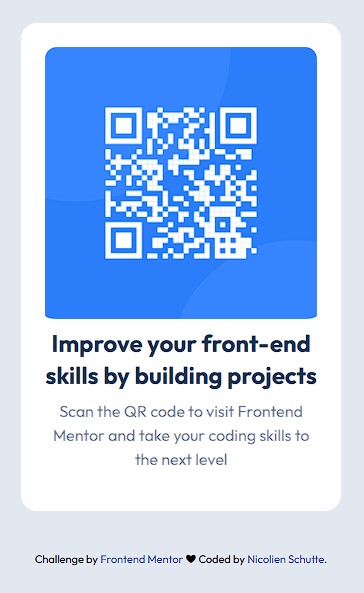 Improve your front-end
skills by building projects
Scan the QR code to visit Frontend
Mentor and take your coding skills to
the next level
Challenge by Frontend Mentor ♥ Coded by Nicolien Schutte.